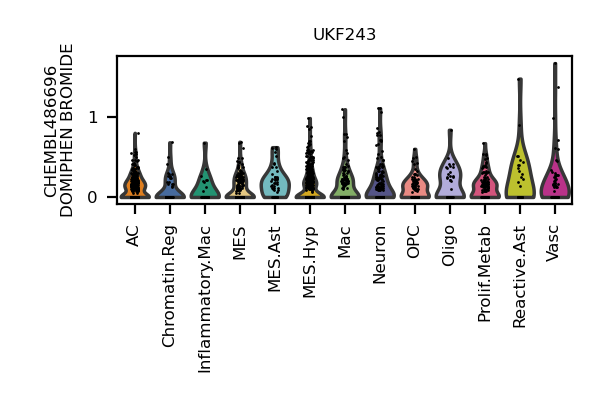 UKF243
CHEMBL486696
DOMIPHEN BROMIDE
1
0
AC
Chromatin.Reg
Inflammatory.Mac
MES
MES.Ast
MES.Hyp
Mac
Neuron
OPC
Oligo
Prolif.Metab
Reactive.Ast
Vasc